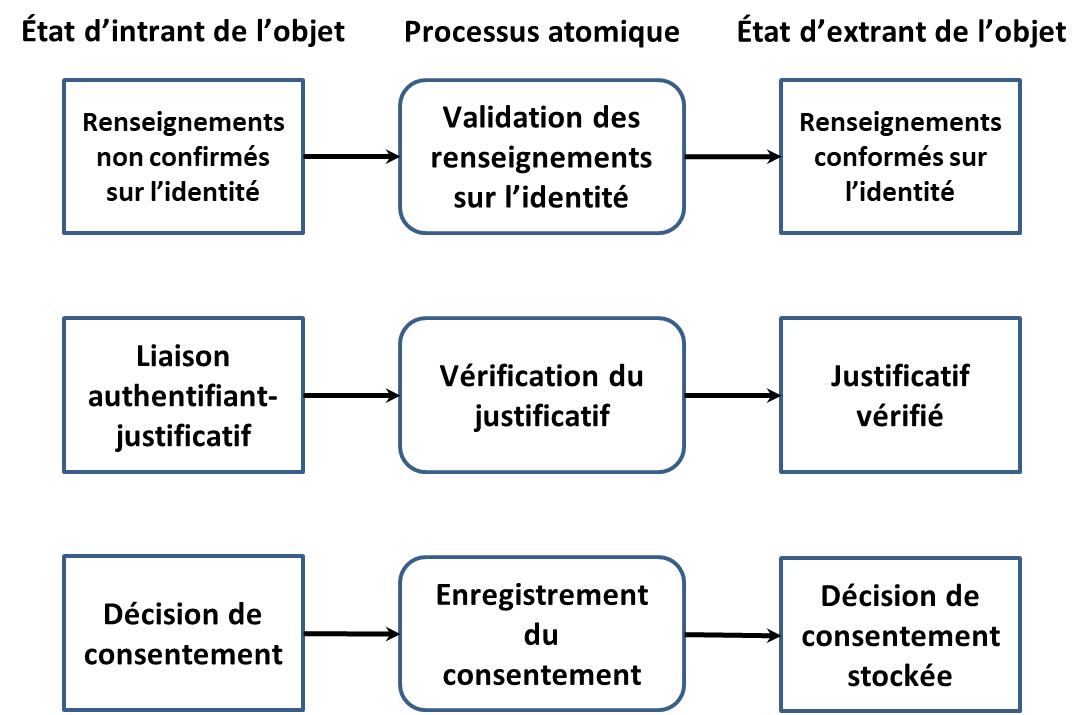 État d’intrant de l’objet
Processus atomique
État d’extrant de l’objet
Renseignements
non confirmés
sur l’identité
Validation des
renseignements
sur l’identité
Renseignements
conformés sur
l’identité
Liaison
authentifiant-
justificatif
Vérification du
justificatif
Justificatif
vérifié
Décision de
consentement
Enregistrement
du
consentement
Décision de
consentement
stockée